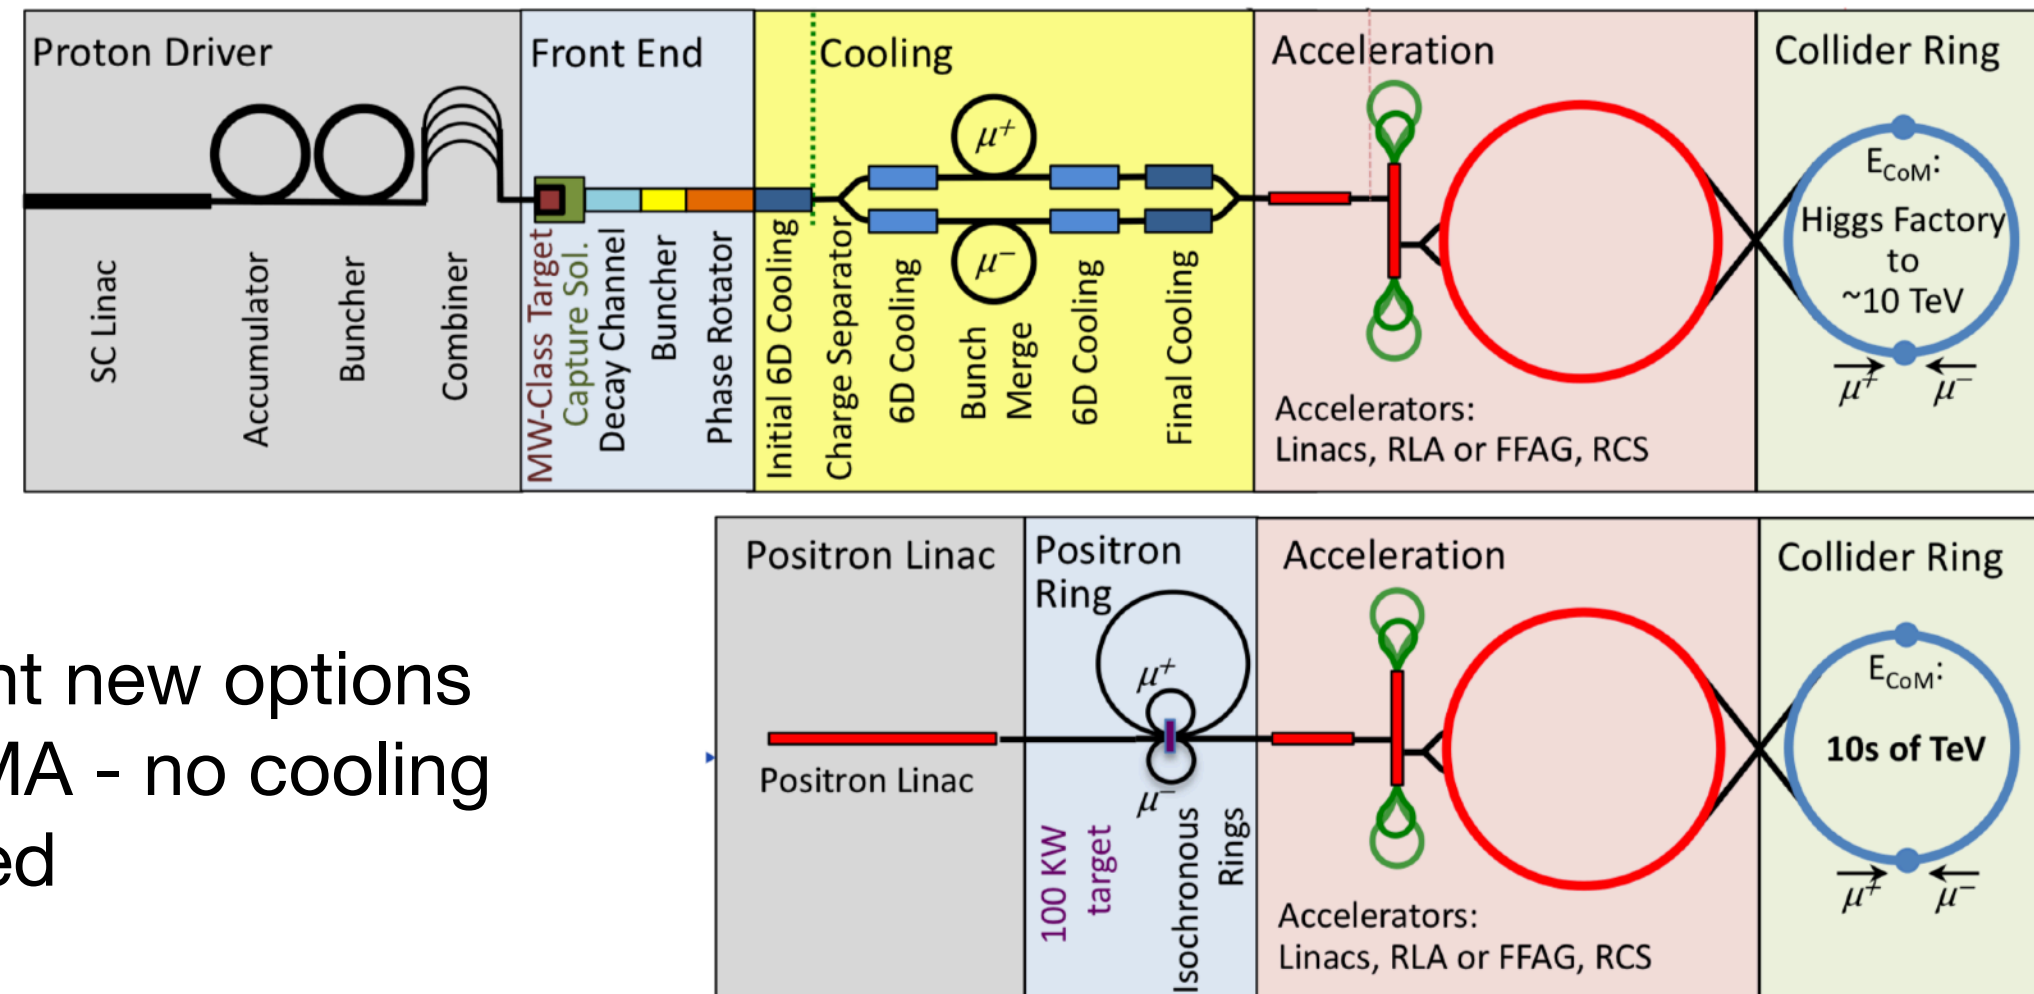 Proton Driver
Front End
Cooling
Acceleration
Collider Ring
SC Linac
Accumulator
Buncher
Combiner
MW-Class Target
Capture Sol.
Decay Channel
Buncher
Phase Rotator
Initial 6D Cooling
Charge Separator
6D Cooling
Bunch
Merge
6D Cooling
Final Cooling
μ+
μ−
Accelerators:
Linacs, RLA or FFAG, RCS
ECoM:
Higgs Factory
to
~10 TeV
μ+
μ−
Positron Linac
Positron
Ring
Acceleration
Collider Ring
Positron Linac
μ+
μ−
100 KW
target
Isochronous
Rings
Accelerators:
Linacs, RLA or FFAG, RCS
ECoM:
10s of TeV
μ+
μ−
new options
- no cooling